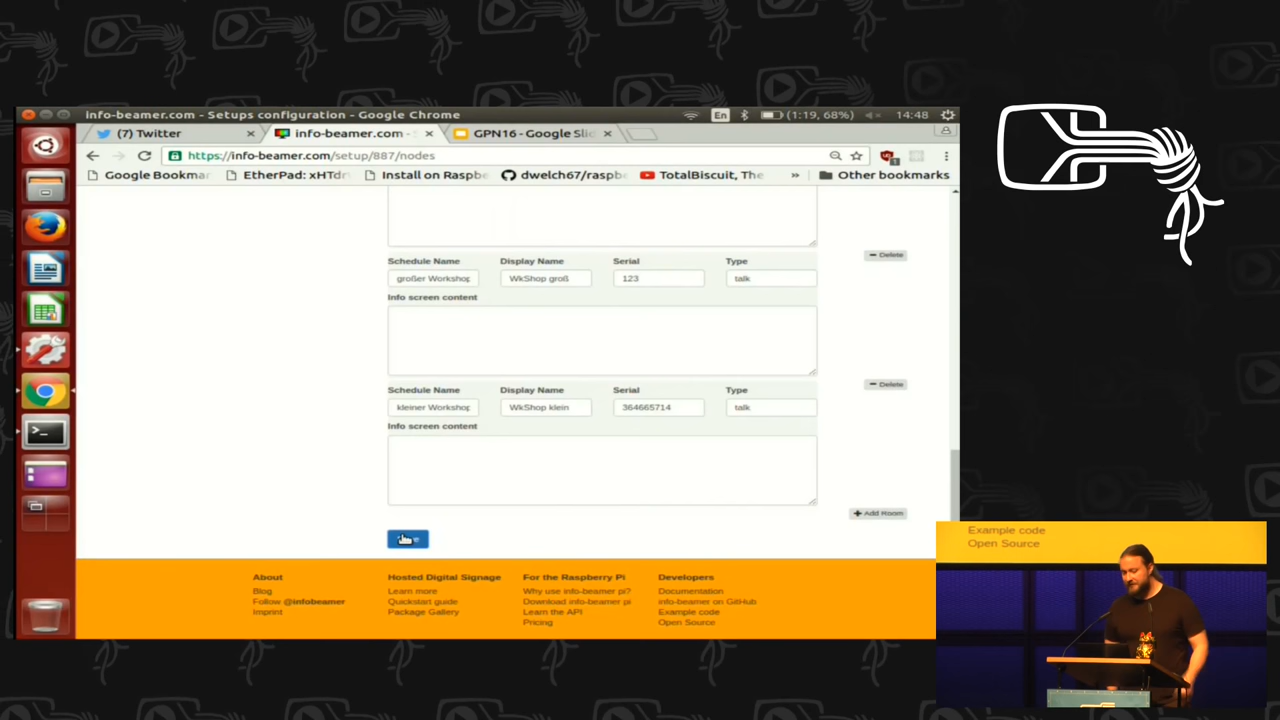 info-beamer.com - Setups configuration - Google Chrome
En
(1:19, 68%)
14:48
(7) Twitter
info-beamer.com -
GPN16 - Google Slid
https://info-beamer.com/setup/887/nodes
Google Bookmar
EtherPad: xHTdr
Install on Raspb
dwelch67/raspb
TotalBiscuit, The
»
Other bookmarks
Delete
Schedule Name
Display Name
Serial
Type
großer Workshop
WkShop groß
123
talk
Info screen content
Delete
Schedule Name
Display Name
Serial
Type
kleiner Workshop
WkShop klein
364665714
talk
Info screen content
Add Room
About
Hosted Digital Signage
For the Raspberry Pi
Developers
Blog
Learn more
Why use info-beamer pi?
Documentation
Follow @infobeamer
Quickstart guide
Download info-beamer pi
info-beamer on GitHub
Imprint
Package Gallery
Learn the API
Example code
Pricing
Open Source
Example code
Open Source